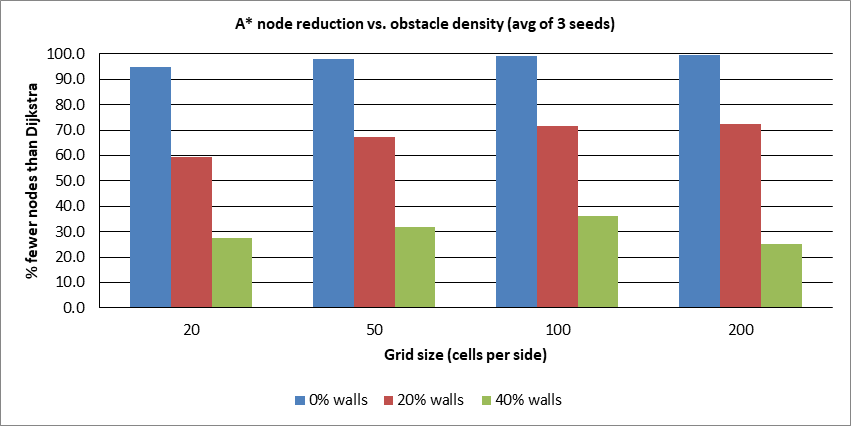 A* node reduction vs. obstacle density (avg of 3 seeds)
% fewer nodes than Dijkstra
100.0
90.0
80.0
70.0
60.0
50.0
40.0
30.0
20.0
10.0
0.0
20 50 100 200
Grid size (cells per side)
0% walls 20% walls 40% walls